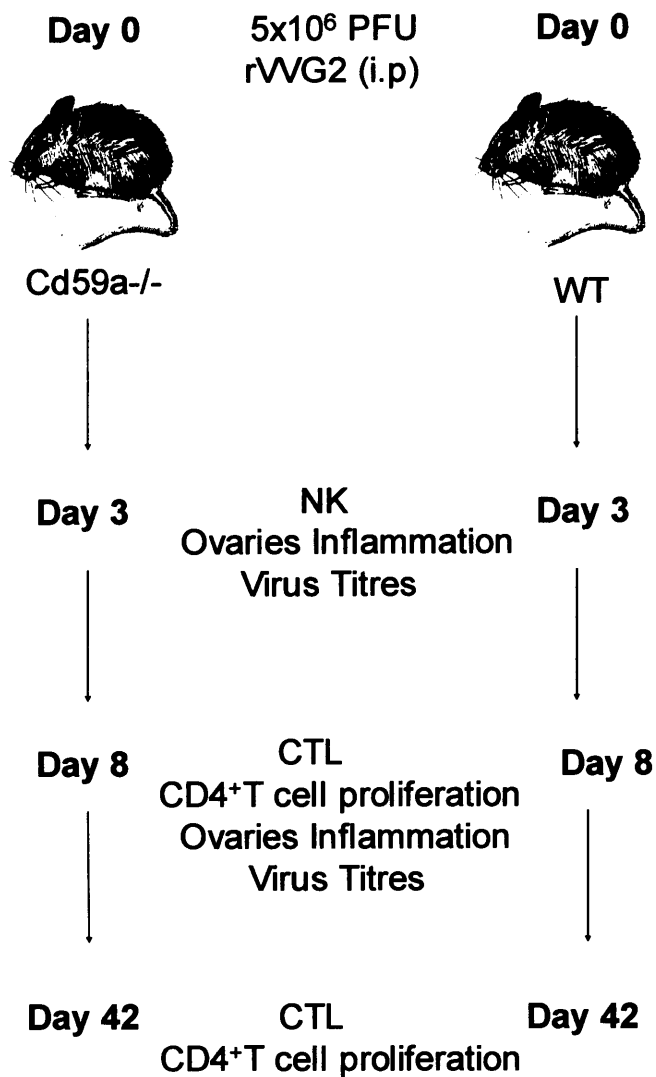 Day 0 5x10⁶ PFU Day 0
rVVG2 (i.p)
Cd59a-/- WT
Day 3 NK Day 3
Ovaries Inflammation
Virus Titres
Day 8 CTL Day 8
CD4⁺T cell proliferation
Ovaries Inflammation
Virus Titres
Day 42 CTL Day 42
CD4⁺T cell proliferation